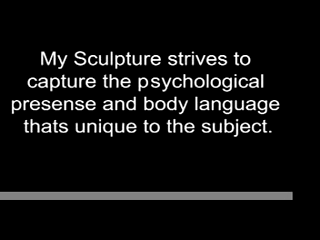 My Sculpture strives to
capture the psychological
presense and body language
thats unique to the subject.